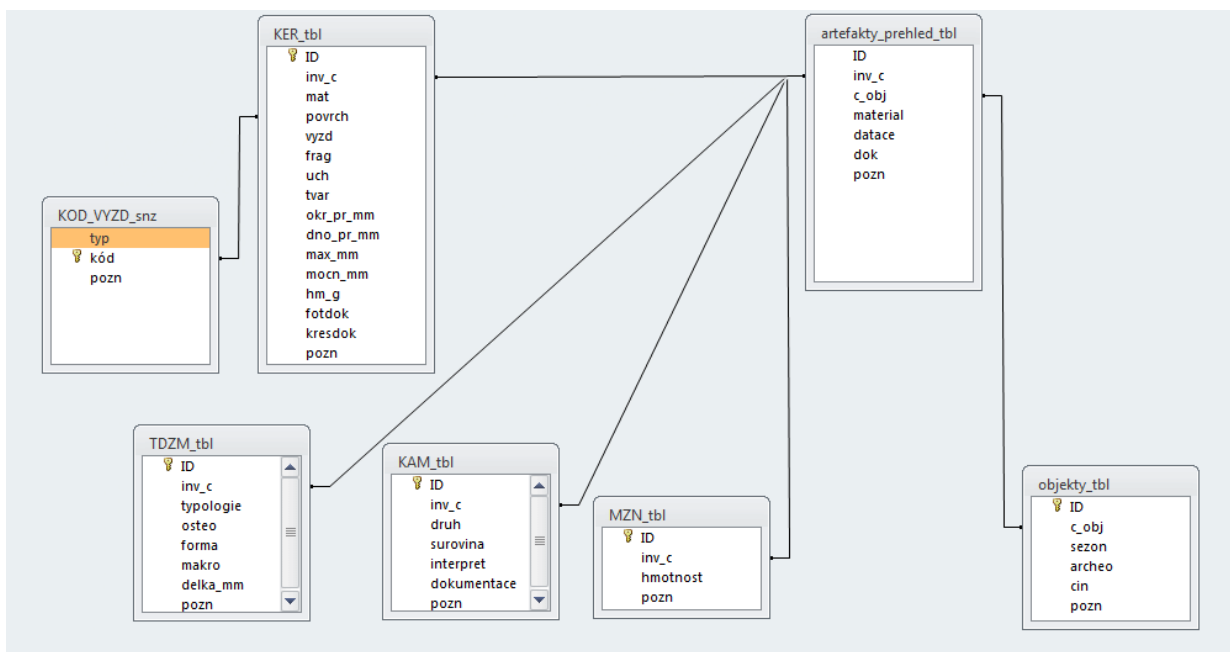 KER_tbl
ID
inv_c
mat
povrch
vyzd
frag
uch
tvar
okr_pr_mm
dno_pr_mm
max_mm
mocn_mm
hm_g
fotdok
kresdok
pozn
artefakty_prehled_tbl
ID
inv_c
c_obj
material
datace
dok
pozn
KOD_VYZD_snz
typ
kód
pozn
TDZM_tbl
ID
inv_c
typologie
osteo
forma
makro
delka_mm
pozn
KAM_tbl
ID
inv_c
druh
surovina
interpret
dokumentace
pozn
MZN_tbl
ID
inv_c
hmotnost
pozn
objekty_tbl
ID
c_obj
sezon
archeo
cin
pozn